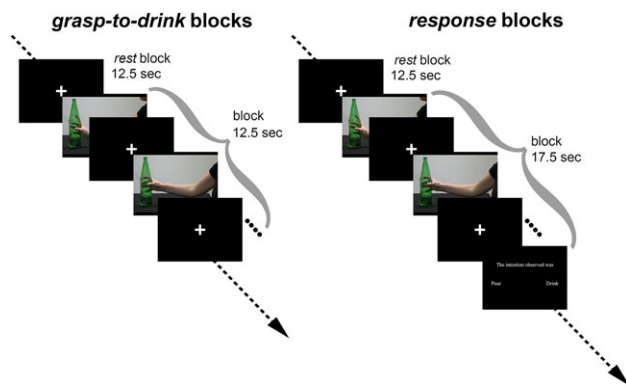 grasp-to-drink blocks
rest block
12.5 sec
block
12.5 sec
response blocks
rest block
12.5 sec
block
17.5 sec
The intention observed was
Pour Drink